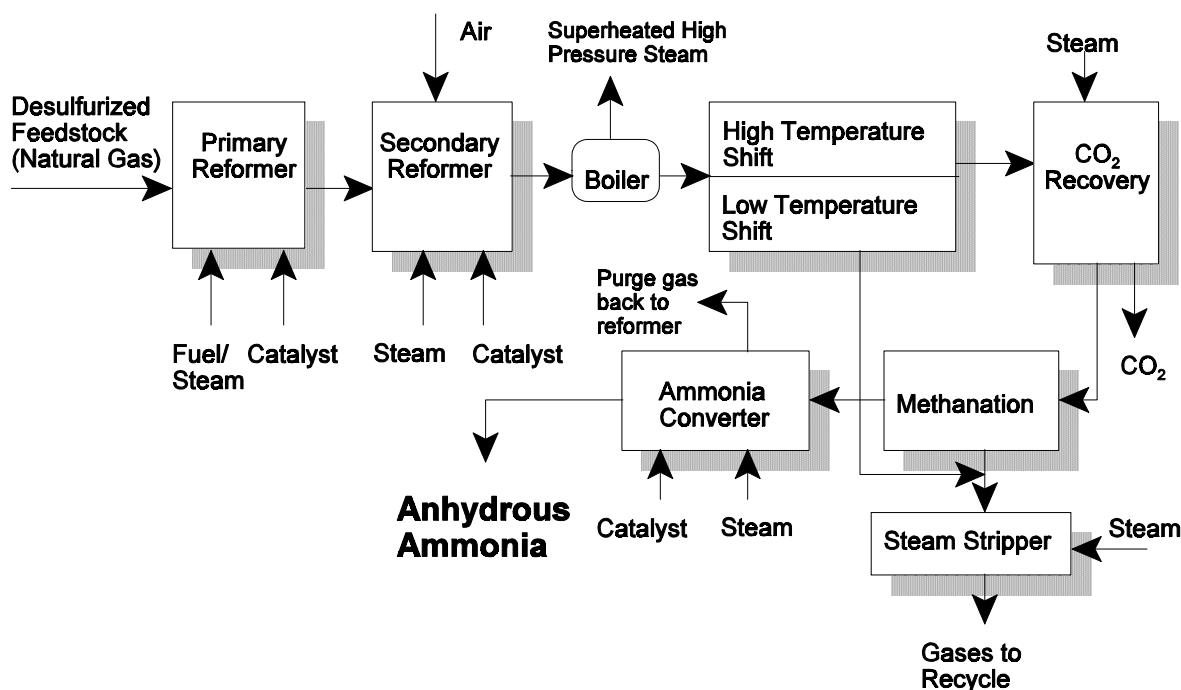 Air
Superheated High
Pressure Steam
Steam
Desulfurized
Feedstock
(Natural Gas)
Primary
Reformer
Secondary
Reformer
Boiler
High Temperature
Shift
Low Temperature
Shift
CO₂
Recovery
Fuel/
Steam
Catalyst
Steam
Catalyst
Purge gas
back to
reformer
CO₂
Ammonia
Converter
Methanation
Anhydrous
Ammonia
Catalyst
Steam
Steam Stripper
Steam
Gases to
Recycle